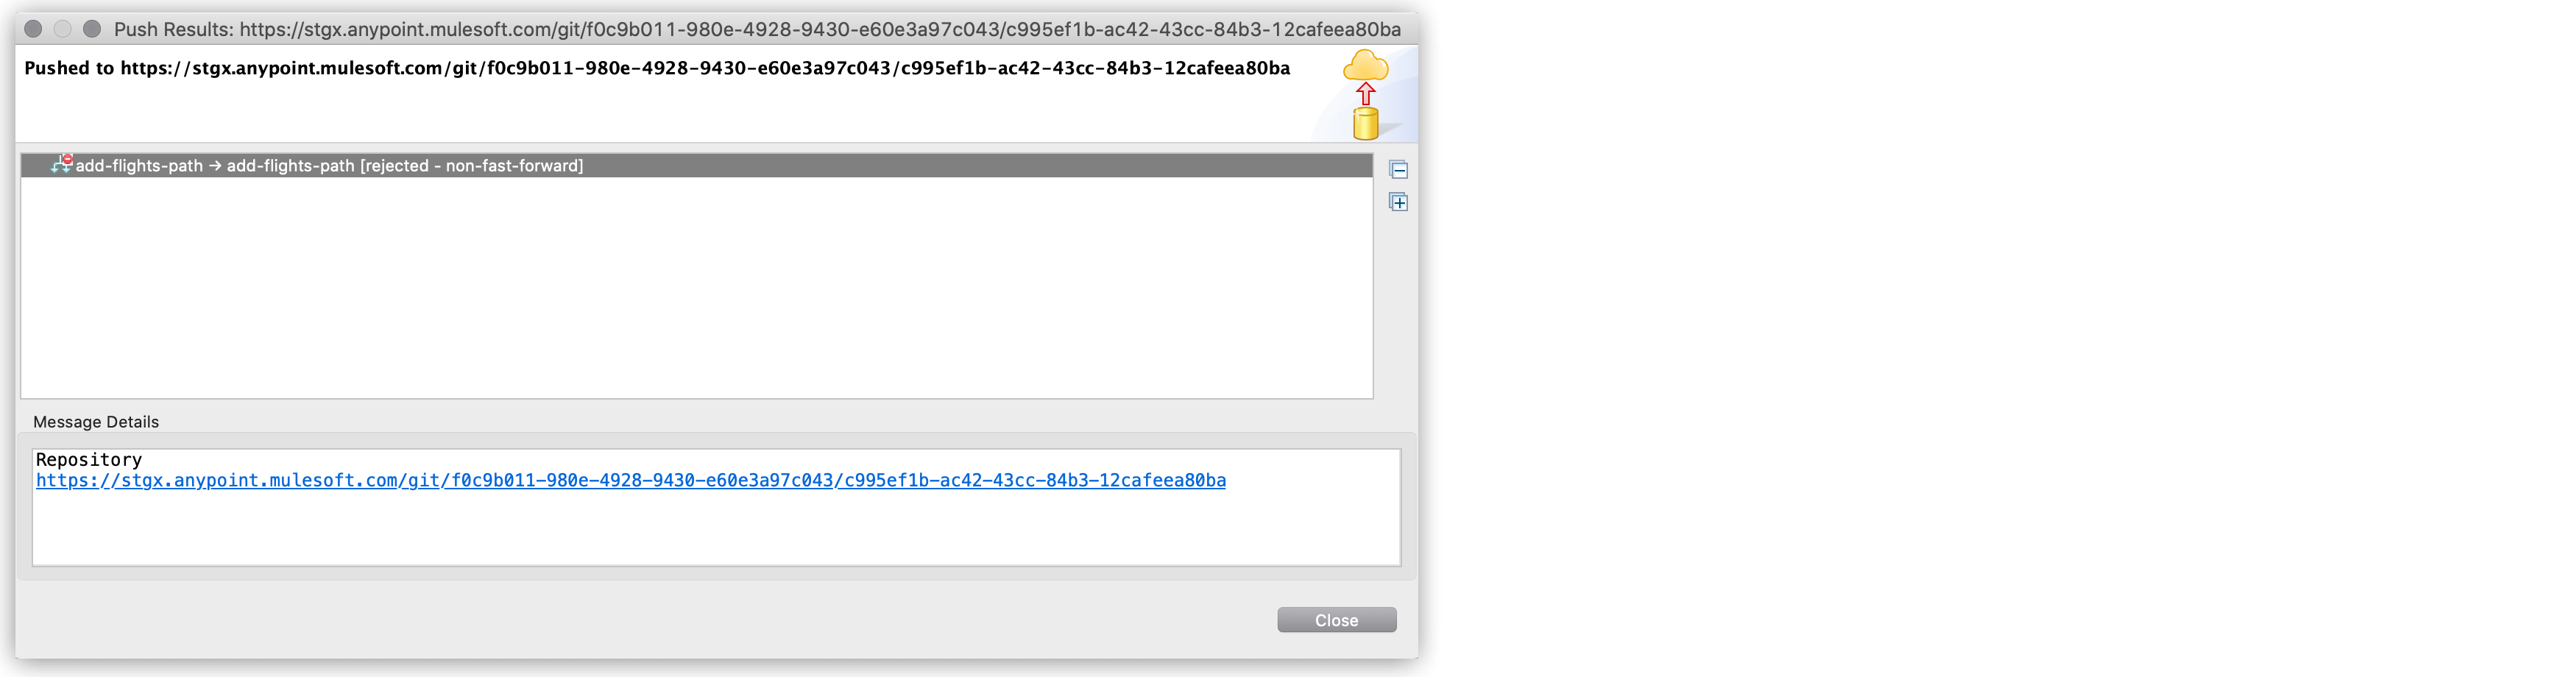 Push Results: https://stgx.anypoint.mulesoft.com/git/f0c9b011-980e-4928-9430-e60e3a97c043/c995ef1b-ac42-43cc-84b3-12cafeea80ba
Pushed to https://stgx.anypoint.mulesoft.com/git/f0c9b011-980e-4928-9430-e60e3a97c043/c995ef1b-ac42-43cc-84b3-12cafeea80ba
add-flights-path → add-flights-path [rejected - non-fast-forward]
Message Details
Repository
https://stgx.anypoint.mulesoft.com/git/f0c9b011-980e-4928-9430-e60e3a97c043/c995ef1b-ac42-43cc-84b3-12cafeea80ba
Close